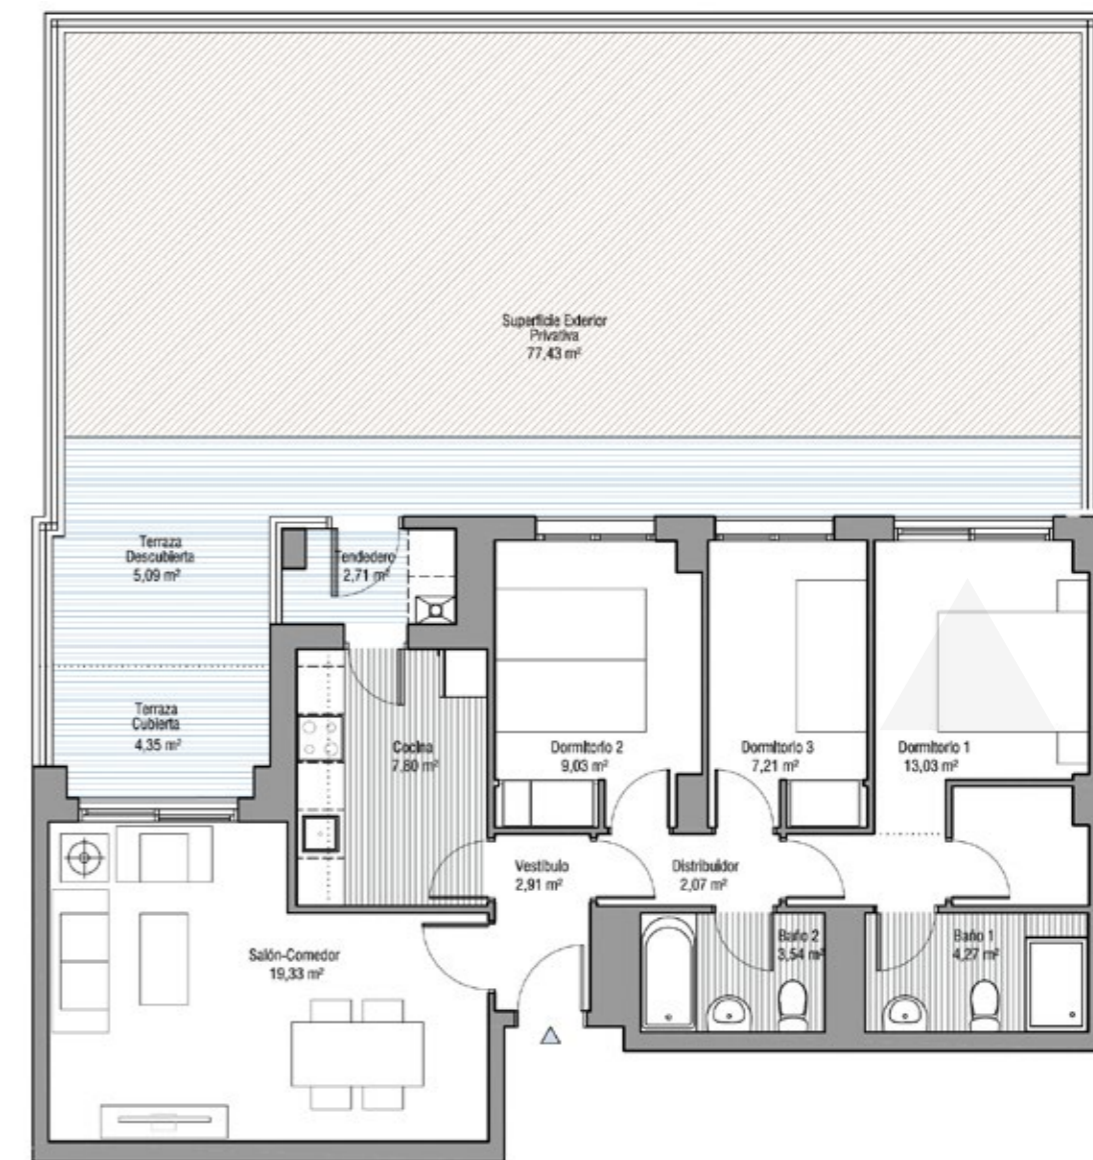 Superficie Exterior
Privativa
77,43 m²
Terraza
Descubierta
5,09 m²
Tendedero
2,71 m²
Terraza
Cubierta
4,35 m²
Cocina
7,80 m²
Dormitorio 2
9,03 m²
Dormitorio 3
7,21 m²
Dormitorio 1
13,03 m²
Vestíbulo
2,91 m²
Distribuidor
2,07 m²
Salón-Comedor
19,33 m²
Baño 2
3,54 m²
Baño 1
4,27 m²